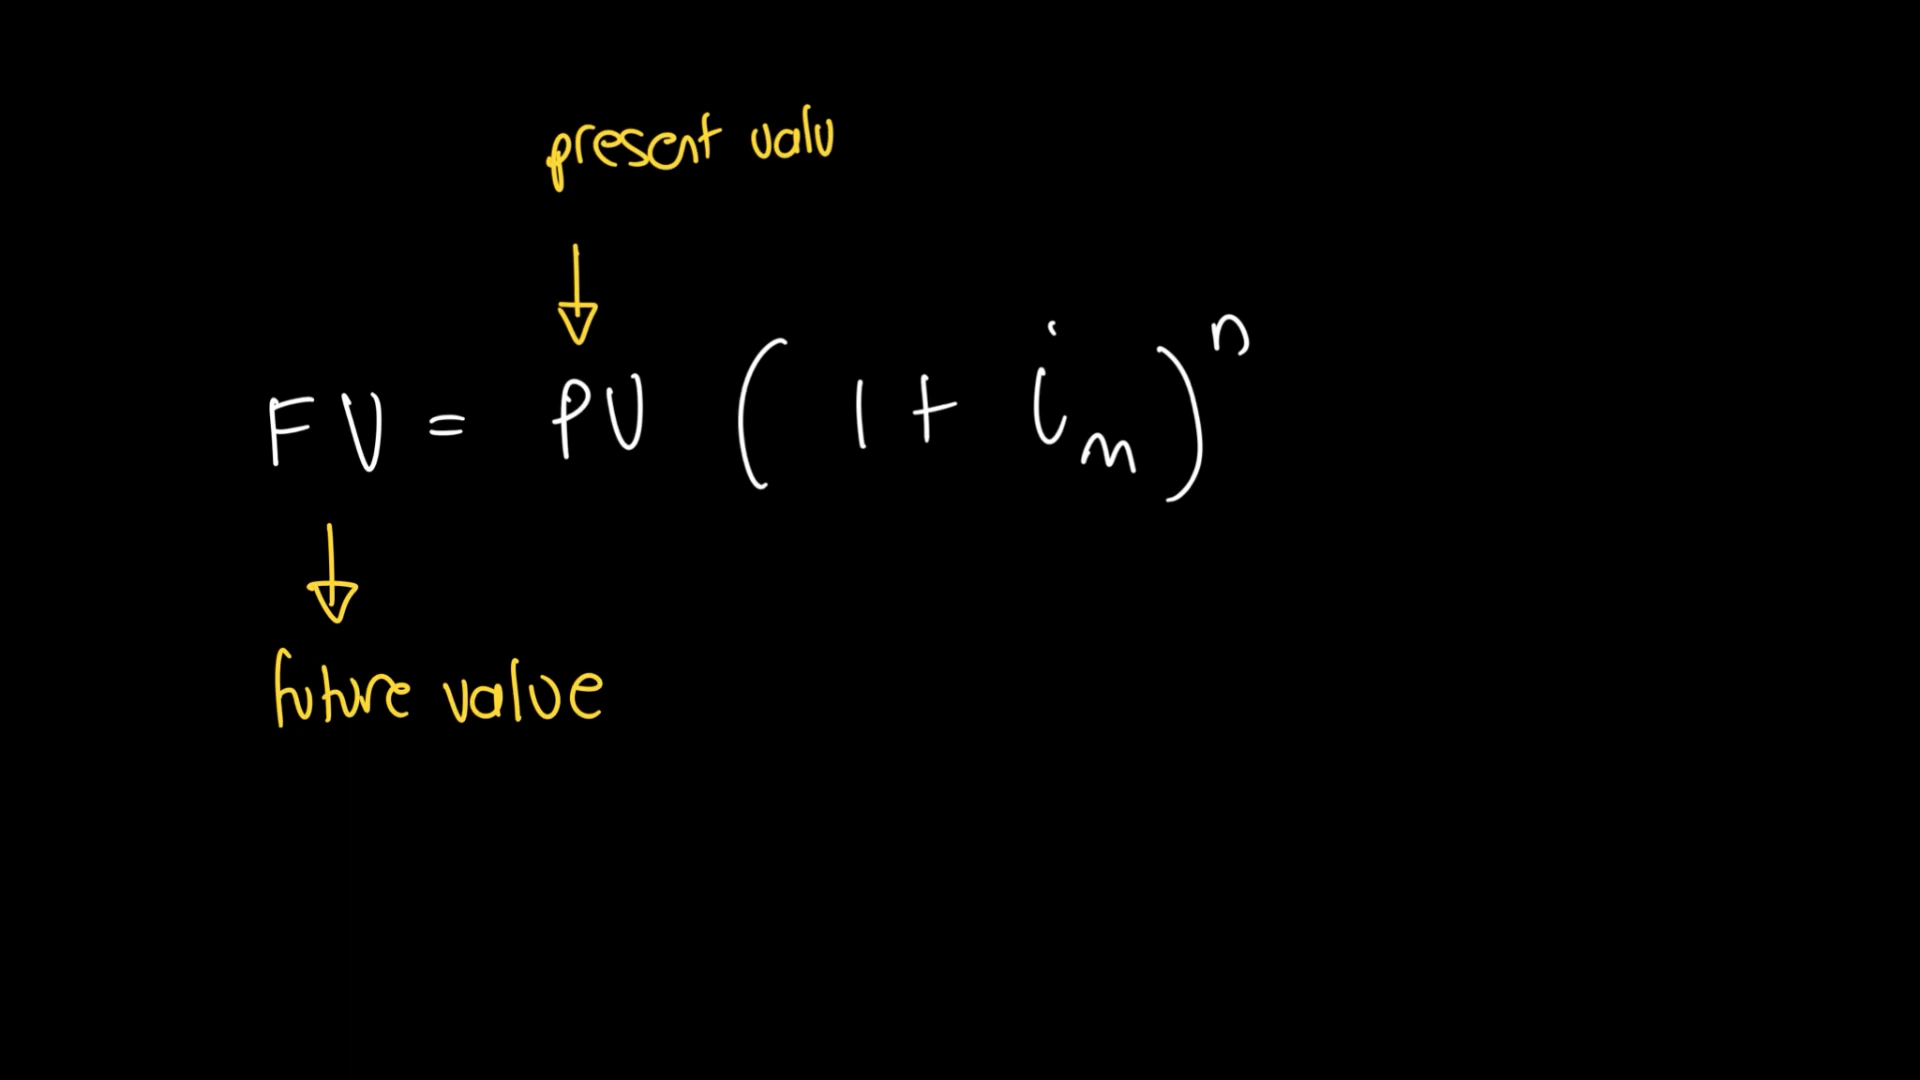 present valu
FV = PV ( 1 + i_m )^n
future value